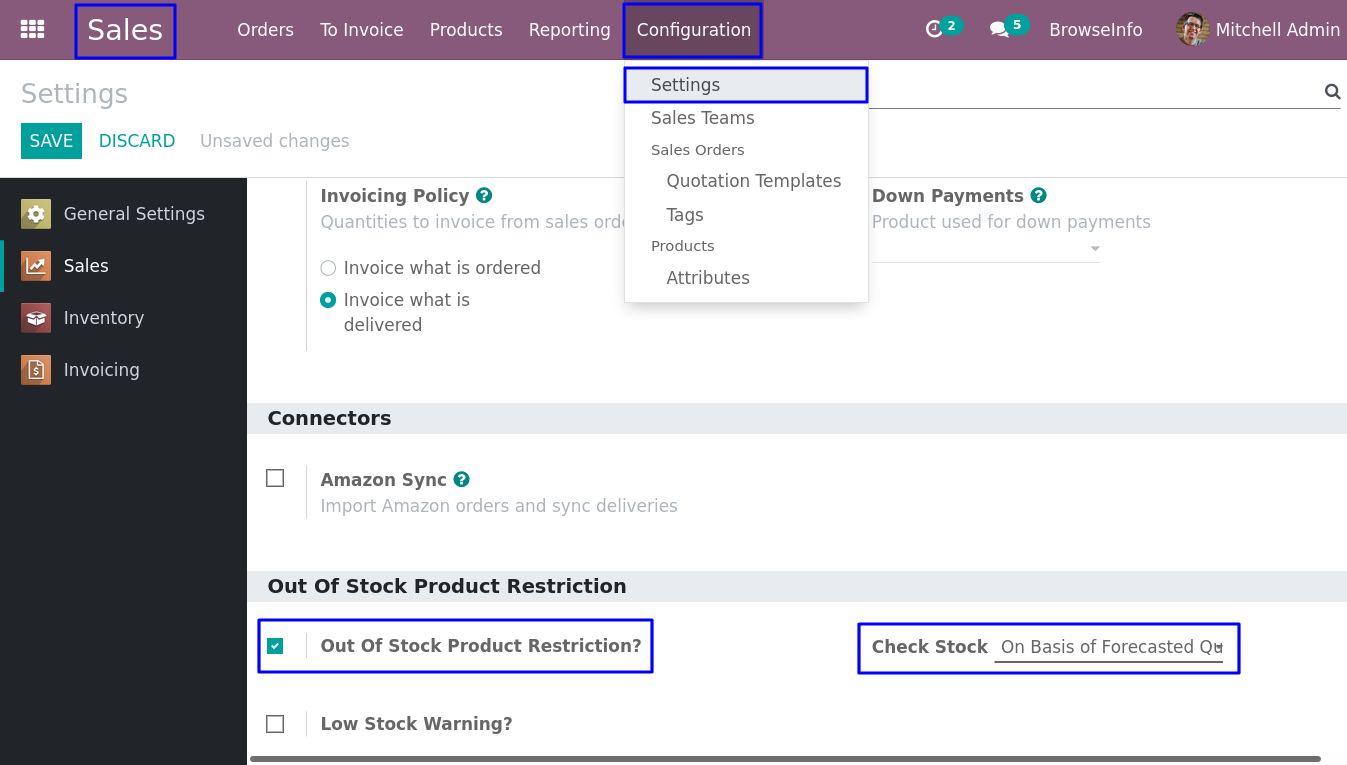 Sales
Orders
To Invoice
Products
Reporting
Configuration
2
5
BrowseInfo
Mitchell Admin
Settings
SAVE
DISCARD
Unsaved changes
Settings
Sales Teams
Sales Orders
Quotation Templates
Tags
Products
Attributes
General Settings
Sales
Inventory
Invoicing
Invoicing Policy ?
Quantities to invoice from sales
Invoice what is ordered
Invoice what is
delivered
Down Payments ?
Product used for down payments
Connectors
Amazon Sync ?
Import Amazon orders and sync deliveries
Out Of Stock Product Restriction
Out Of Stock Product Restriction?
Check Stock On Basis of Forecasted
Low Stock Warning?